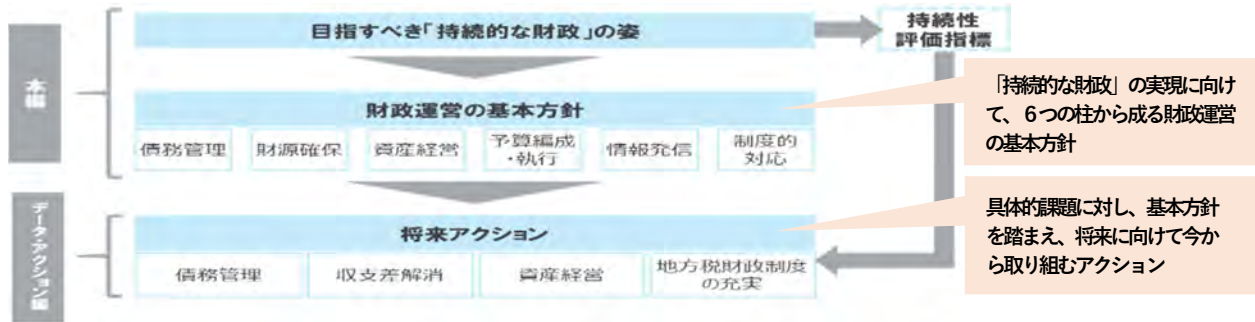 本編
目指すべき「持続的な財政」の姿
持続性
評価指標
財政運営の基本方針
債務管理
財源確保
資産経営
予算編成
・執行
情報発信
制度的
対応
「持続的な財政」の実現に向け
て、6つの柱から成る財政運営
の基本方針
データ・アクション編
将来アクション
債務管理
収支差解消
資産経営
地方税財政制度
の充実
具体的課題に対し、基本方針
を踏まえ、将来に向けて今か
ら取り組むアクション